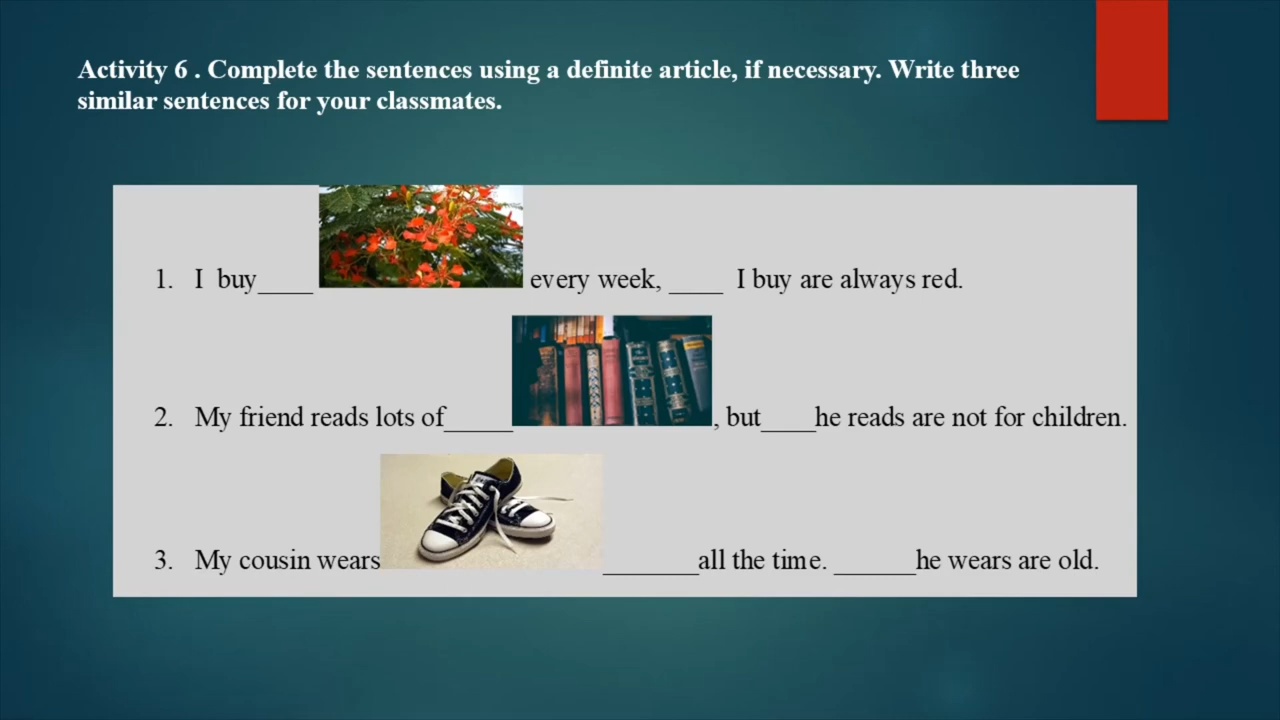 Activity 6 . Complete the sentences using a definite article, if necessary. Write three
similar sentences for your classmates.
1. I buy____ every week, ____ I buy are always red.
2. My friend reads lots of_____ , but____he reads are not for children.
3. My cousin wears _______all the time. ______he wears are old.